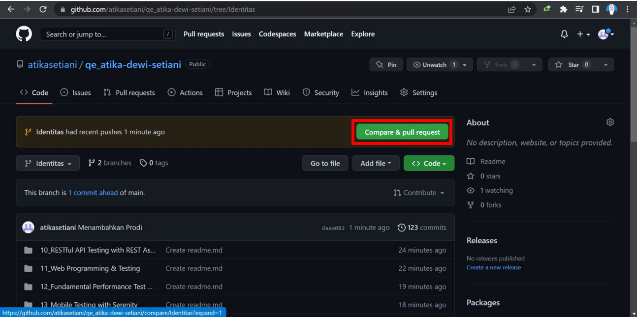 github.com/atikasetiani/qe_atika-dewi-setiani/tree/Identitas
Search or jump to... / Pull requests Issues Codespaces Marketplace Explore
atikasetiani / qe_atika-dewi-setiani Public Pin Unwatch 1 Fork 0 Star 0
Code Issues Pull requests Actions Projects Wiki Security Insights Settings
Identitas had recent pushes 1 minute ago Compare & pull request
Identitas 2 branches 0 tags Go to file Add file Code
This branch is 1 commit ahead of main. Contribute
atikasetiani Menambahkan Prodi 1 minute ago 123 commits
10_RESTful API Testing with REST As... Create readme.md 24 minutes ago
11_Web Programming & Testing Create readme.md 22 minutes ago
12_Fundamental Performance Test ... Create readme.md 19 minutes ago
13_Mobile Testing with Serenity Create readme.md 18 minutes ago
About
No description, website, or topics provided.
Readme
0 stars
1 watching
0 forks
Releases
No releases published
Create a new release
Packages
https://github.com/atikasetiani/qe_atika-dewi-setiani/compare/Identitas?expand=1